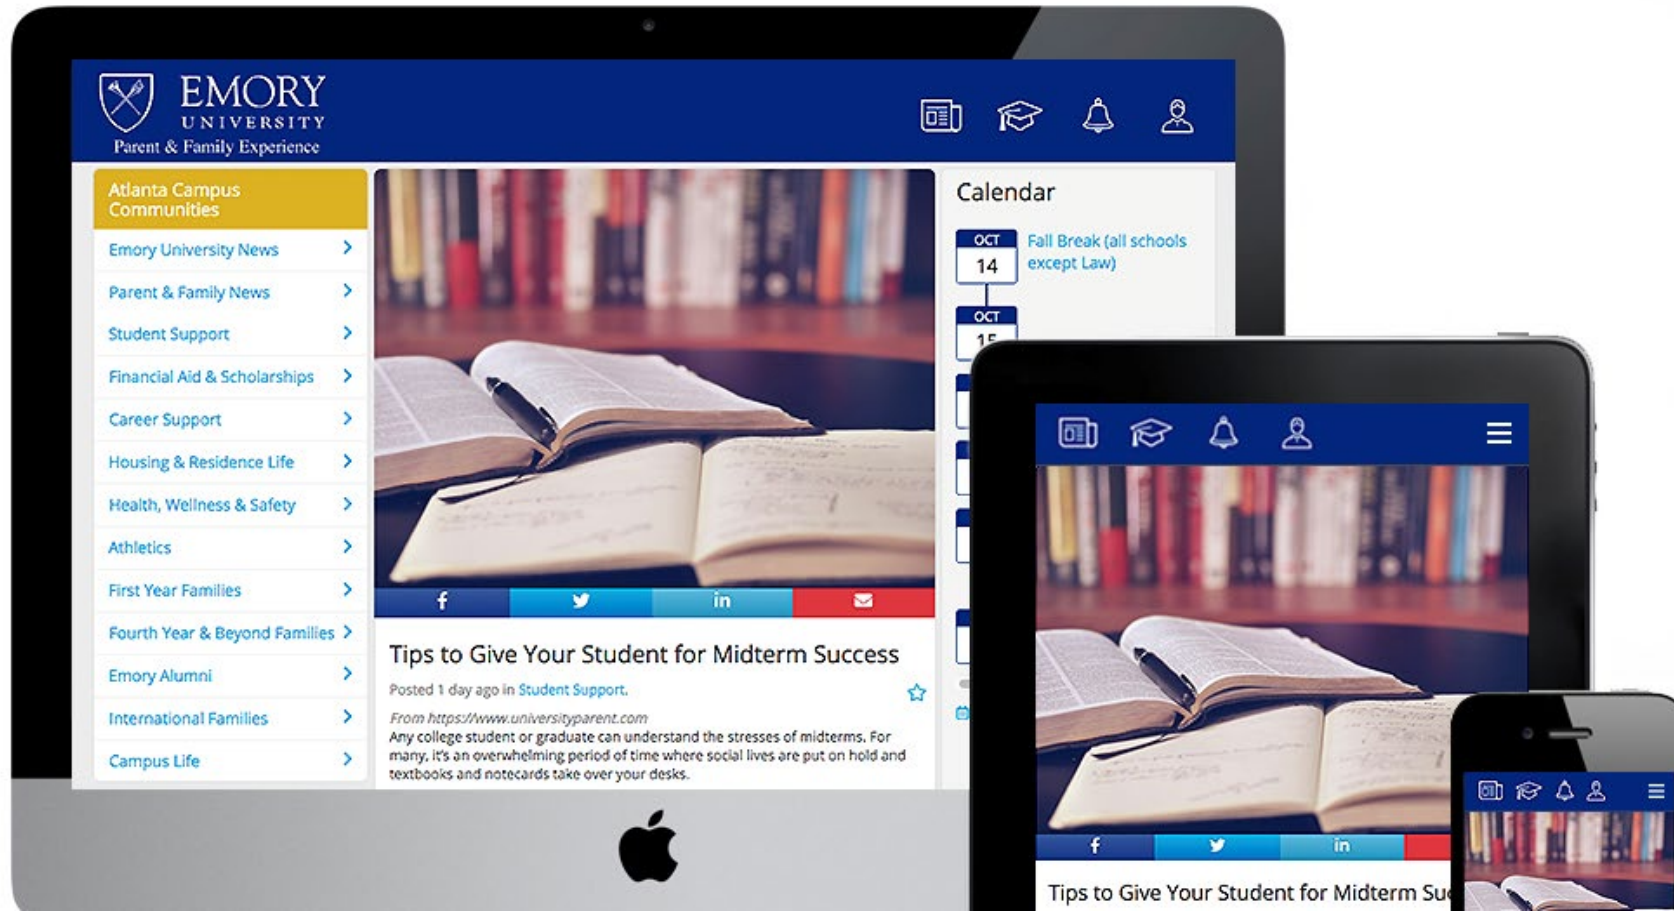 EMORY
UNIVERSITY
Parent & Family Experience
Atlanta Campus
Communities
Emory University News
Parent & Family News
Student Support
Financial Aid & Scholarships
Career Support
Housing & Residence Life
Health, Wellness & Safety
Athletics
First Year Families
Fourth Year & Beyond Families
Emory Alumni
International Families
Campus Life
f
in
Tips to Give Your Student for Midterm Success
Posted 1 day ago in Student Support.
From https://www.universityparent.com
Any college student or graduate can understand the stresses of midterms. For
many, it's an overwhelming period of time where social lives are put on hold and
textbooks and notecards take over your desks.
Calendar
OCT
14
Fall Break (all schools
except Law)
OCT
15
f
in
Tips to Give Your Student for Midterm